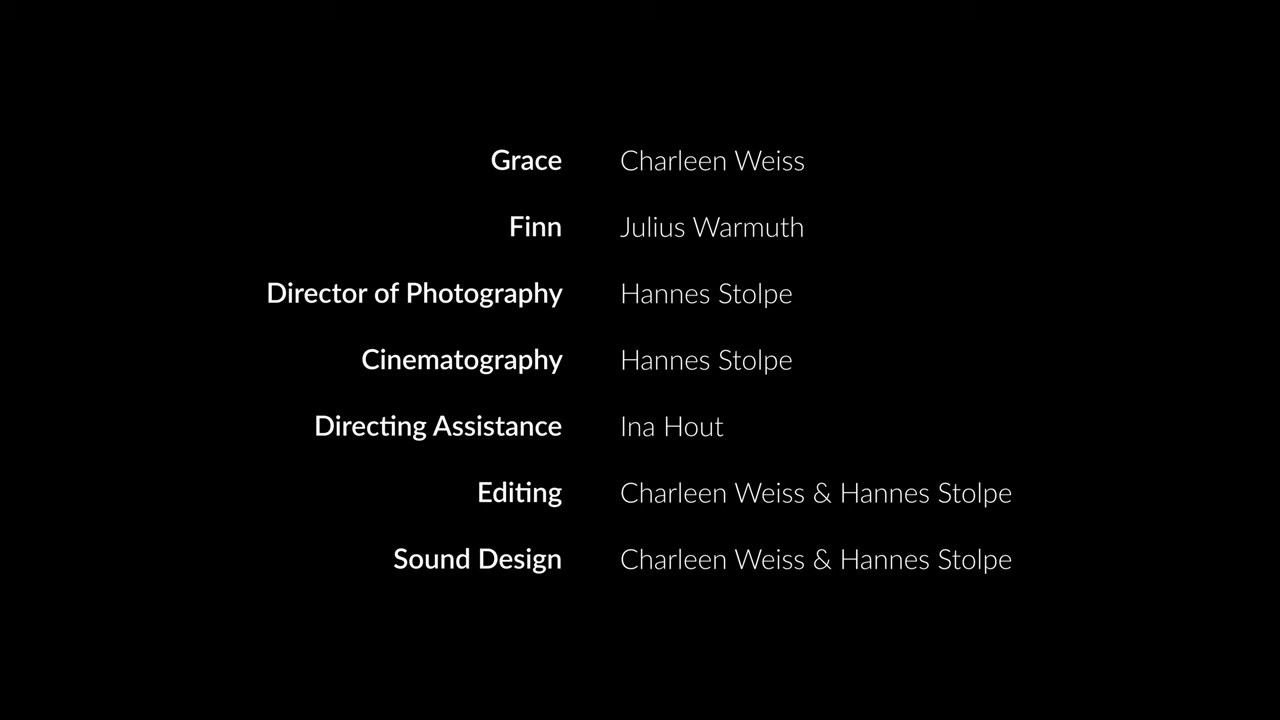 Grace Charleen Weiss
Finn Julius Warmuth
Director of Photography Hannes Stolpe
Cinematography Hannes Stolpe
Directing Assistance Ina Hout
Editing Charleen Weiss & Hannes Stolpe
Sound Design Charleen Weiss & Hannes Stolpe